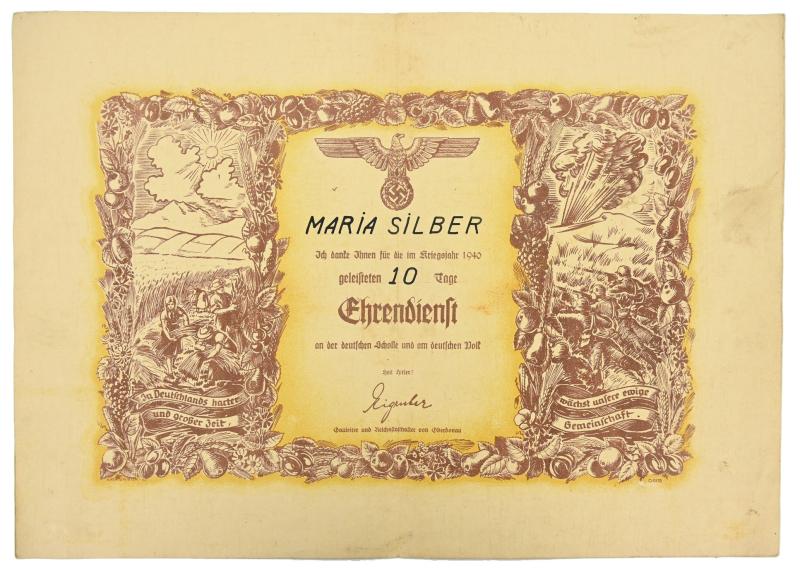 MARIA SILBER
Ich danke Ihnen für die im Kriegsjahr 1940
geleisteten 10 Tage
Ehrendienst
an der deutschen Scholle und am deutschen Volk
Heil Hitler!
Eigruber
Gauleiter und Reichsstatthalter von Oberdonau
In Deutschlands harter
und großer Zeit,
wächst unsere ewige
Gemeinschaft.